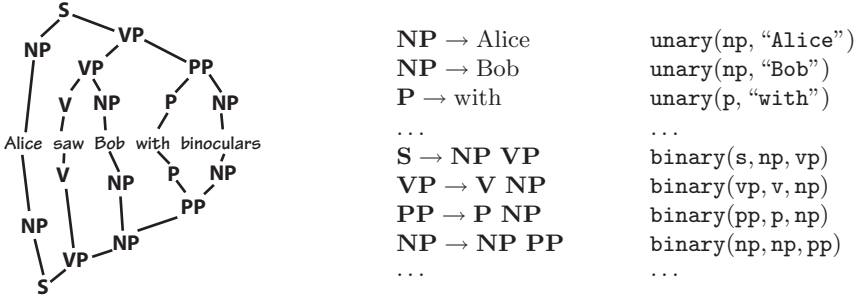 S
NP VP
VP PP
V NP P NP
Alice saw Bob with binoculars
V NP P NP
NP PP
VP NP
S
NP → Alice unary(np, “Alice”)
NP → Bob unary(np, “Bob”)
P → with unary(p, “with”)
... ...
S → NP VP binary(s, np, vp)
VP → V NP binary(vp, v, np)
PP → P NP binary(pp, p, np)
NP → NP PP binary(np, np, pp)
... ...